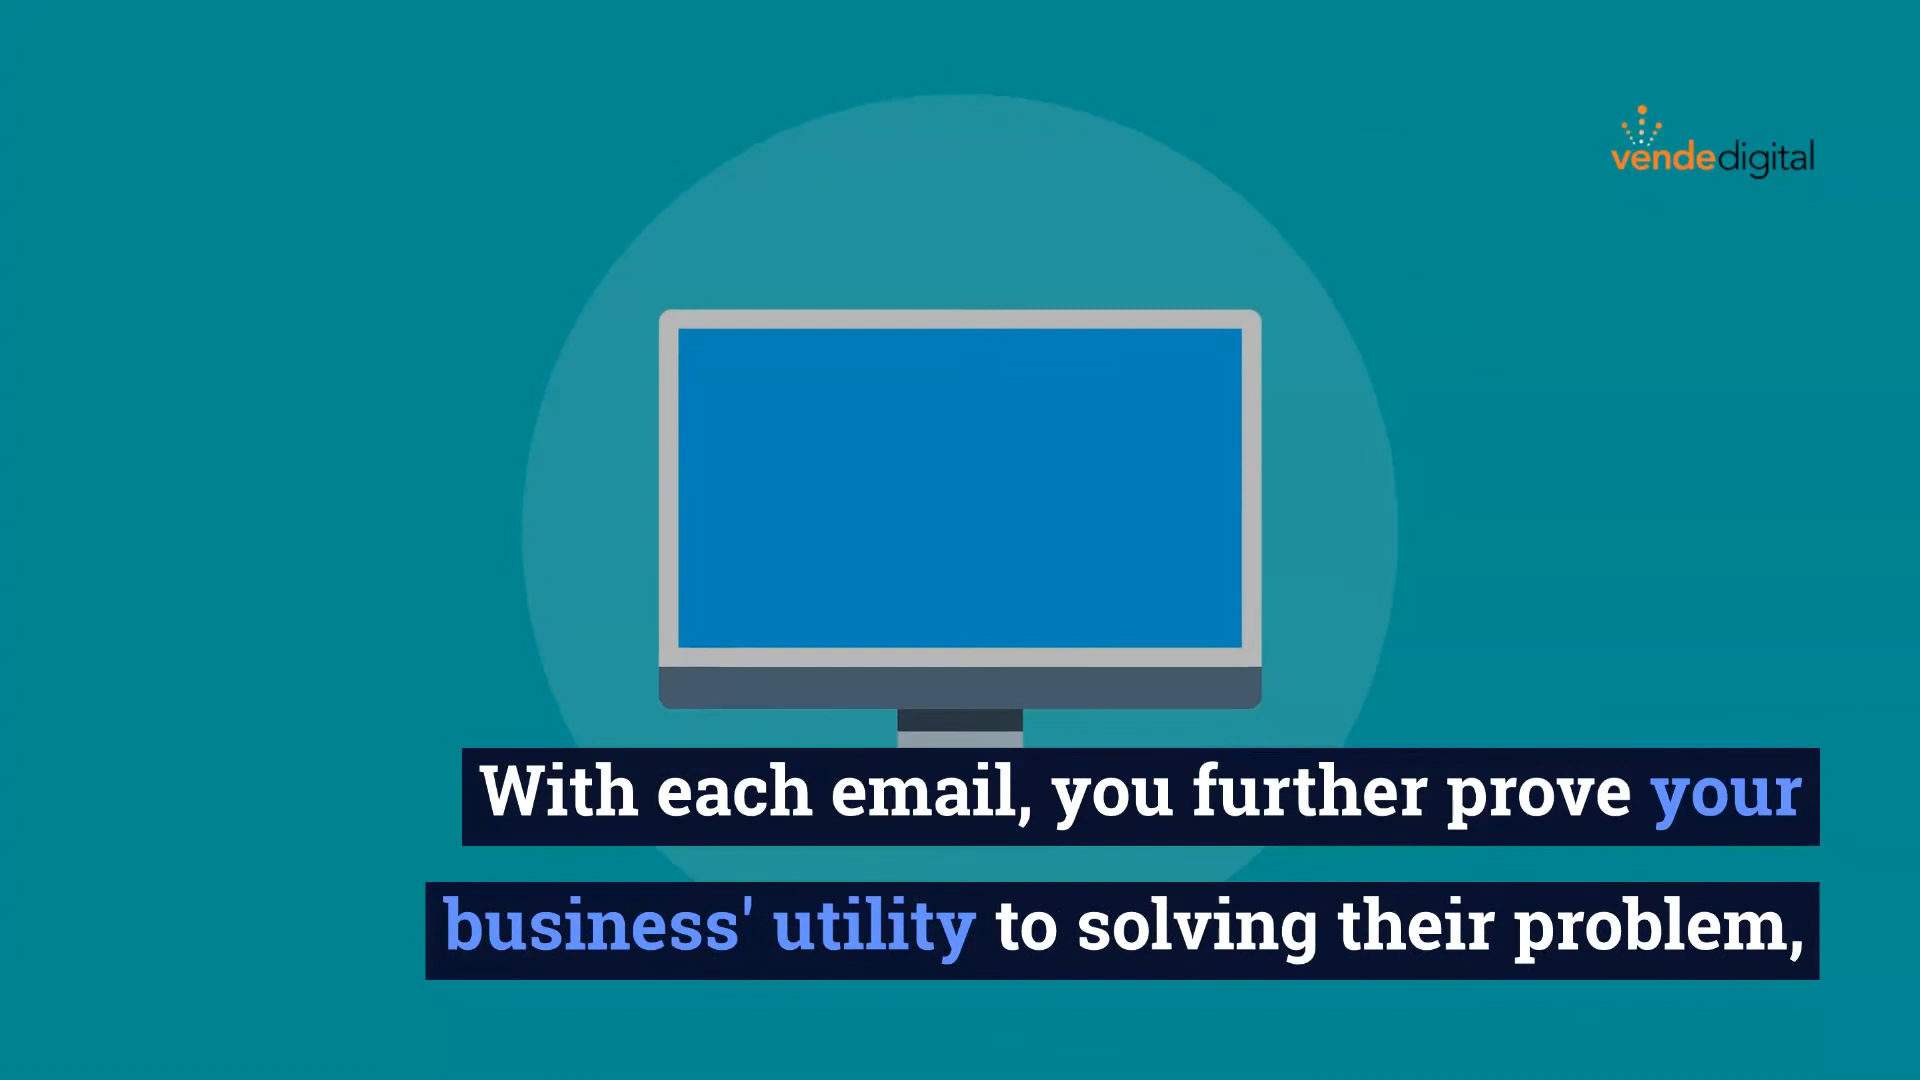 vendedigital
With each email, you further prove your
business' utility to solving their problem,